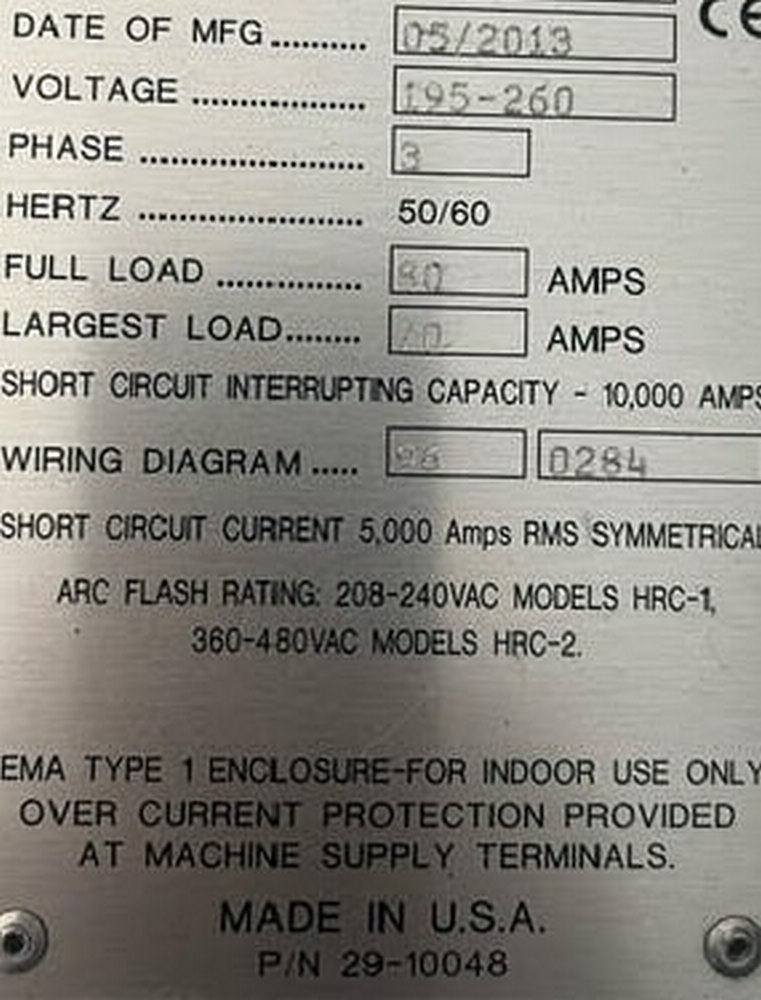 DATE OF MFG.......... 05/2013 CE
VOLTAGE .................. 195-260
PHASE ....................... 3
HERTZ ....................... 50/60
FULL LOAD .............. AMPS
LARGEST LOAD........ AMPS
SHORT CIRCUIT INTERRUPTING CAPACITY - 10,000 AMPS
WIRING DIAGRAM ..... 96 0284
SHORT CIRCUIT CURRENT 5,000 Amps RMS SYMMETRICAL
ARC FLASH RATING: 208-240VAC MODELS HRC-1,
360-480VAC MODELS HRC-2.
EMA TYPE 1 ENCLOSURE-FOR INDOOR USE ONLY
OVER CURRENT PROTECTION PROVIDED
AT MACHINE SUPPLY TERMINALS.
MADE IN U.S.A.
P/N 29-10048